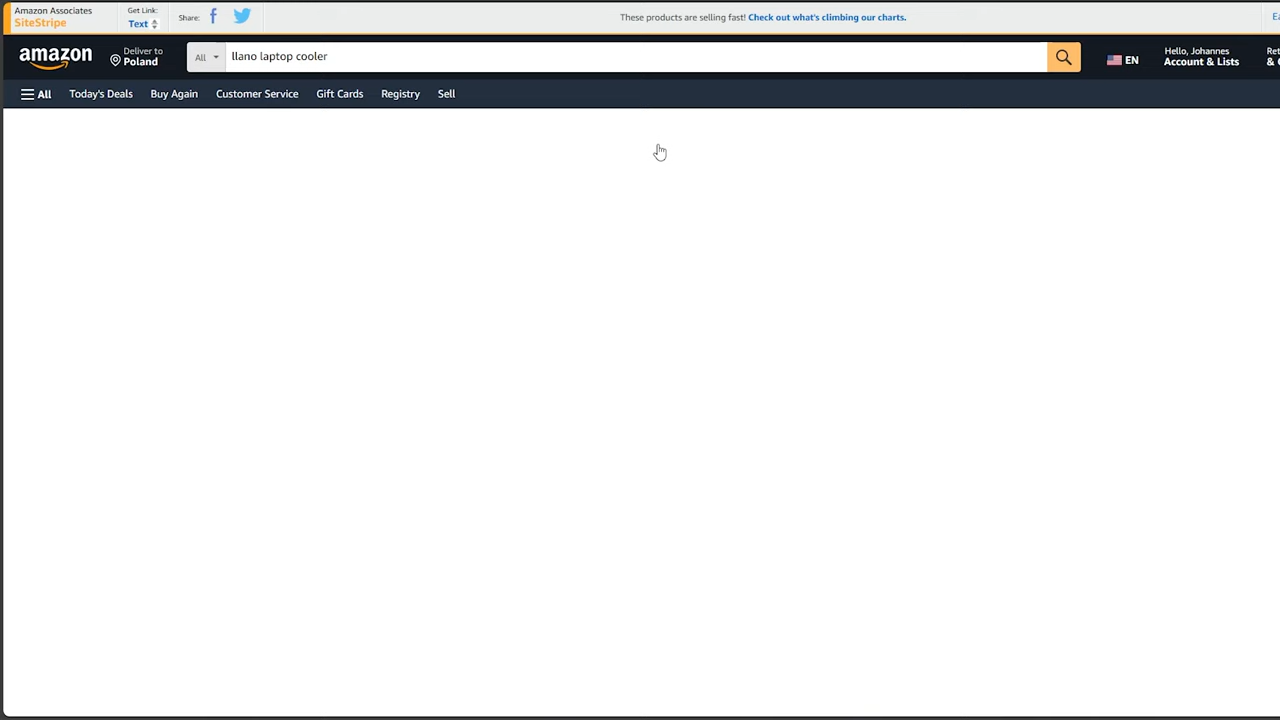 Amazon Associates
SiteStripe
Get Link:
Text
Share:
These products are selling fast! Check out what's climbing our charts.
amazon
Deliver to
Poland
All
llano laptop cooler
EN
Hello, Johannes
Account & Lists
All
Today's Deals
Buy Again
Customer Service
Gift Cards
Registry
Sell